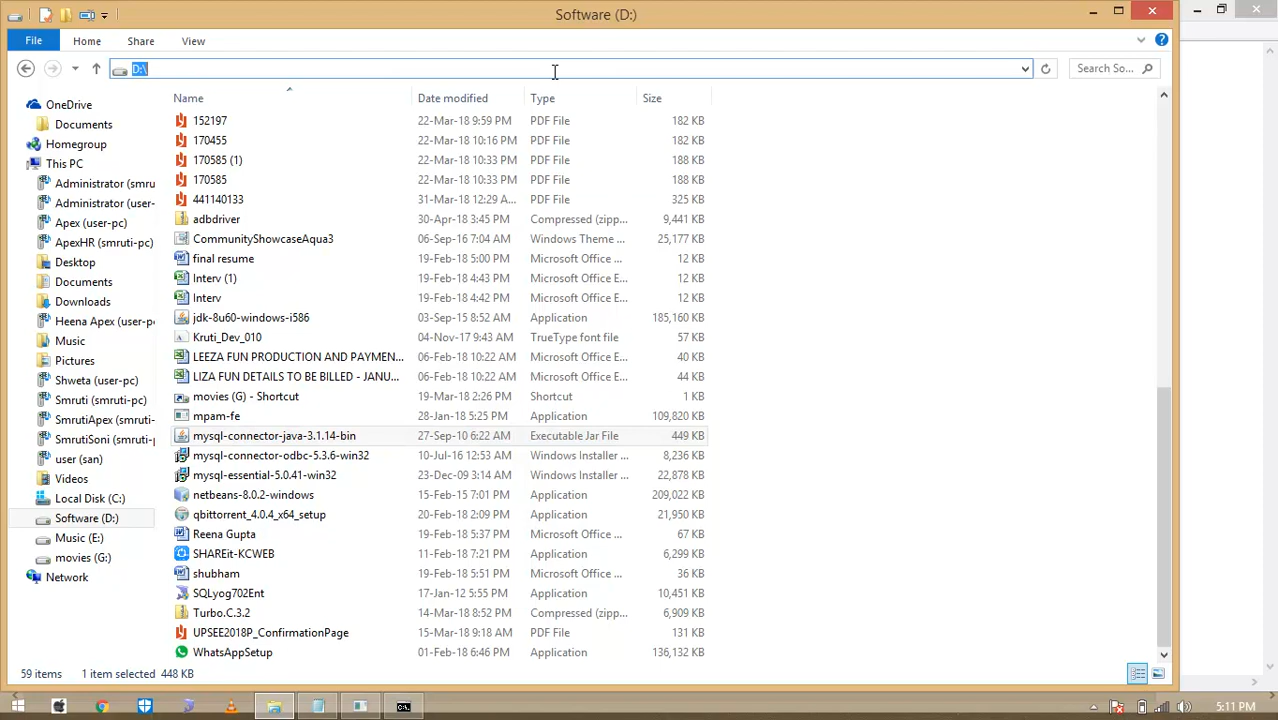 Software (D:)
File Home Share View
D:\ Search So...
Name Date modified Type Size
OneDrive
Documents
Homegroup
This PC
Administrator (smru
Administrator (user-
Apex (user-pc)
ApexHR (smruti-pc)
Desktop
Documents
Downloads
Heena Apex (user-p
Music
Pictures
Shweta (user-pc)
Smruti (smruti-pc)
SmrutiApex (smruti-
SmrutiSoni (smruti-p
user (san)
Videos
Local Disk (C:)
Software (D:)
Music (E:)
movies (G:)
Network
152197 22-Mar-18 9:59 PM PDF File 182 KB
170455 22-Mar-18 10:16 PM PDF File 182 KB
170585 (1) 22-Mar-18 10:33 PM PDF File 188 KB
170585 22-Mar-18 10:33 PM PDF File 188 KB
441140133 31-Mar-18 12:29 A... PDF File 325 KB
adbdriver 30-Apr-18 3:45 PM Compressed (zipp... 9,441 KB
CommunityShowcaseAqua3 06-Sep-16 7:04 AM Windows Theme ... 25,177 KB
final resume 19-Feb-18 5:00 PM Microsoft Office ... 12 KB
Interv (1) 19-Feb-18 4:43 PM Microsoft Office E... 12 KB
Interv 19-Feb-18 4:42 PM Microsoft Office E... 12 KB
jdk-8u60-windows-i586 03-Sep-15 8:52 AM Application 185,160 KB
Kruti_Dev_010 04-Nov-17 9:43 AM TrueType font file 57 KB
LEEZA FUN PRODUCTION AND PAYMEN... 06-Feb-18 10:22 AM Microsoft Office E... 40 KB
LIZA FUN DETAILS TO BE BILLED - JANU... 06-Feb-18 10:22 AM Microsoft Office E... 44 KB
movies (G) - Shortcut 19-Mar-18 2:26 PM Shortcut 1 KB
mpam-fe 28-Jan-18 5:25 PM Application 109,820 KB
mysql-connector-java-3.1.14-bin 27-Sep-10 6:22 AM Executable Jar File 449 KB
mysql-connector-odbc-5.3.6-win32 10-Jul-16 12:53 AM Windows Installer ... 8,236 KB
mysql-essential-5.0.41-win32 23-Dec-09 3:14 AM Windows Installer ... 22,878 KB
netbeans-8.0.2-windows 15-Feb-15 7:01 PM Application 209,022 KB
qbittorrent_4.0.4_x64_setup 20-Feb-18 2:09 PM Application 21,950 KB
Reena Gupta 19-Feb-18 5:37 PM Microsoft Office ... 67 KB
SHAREit-KCWEB 11-Feb-18 7:21 PM Application 6,299 KB
shubham 19-Feb-18 5:51 PM Microsoft Office ... 36 KB
SQLyog702Ent 17-Jan-12 5:55 PM Application 10,451 KB
Turbo.C.3.2 14-Mar-18 8:52 PM Compressed (zipp... 6,909 KB
UPSEE2018P_ConfirmationPage 15-Mar-18 9:18 AM PDF File 131 KB
WhatsAppSetup 01-Feb-18 6:46 PM Application 136,132 KB
59 items 1 item selected 448 KB
5:11 PM